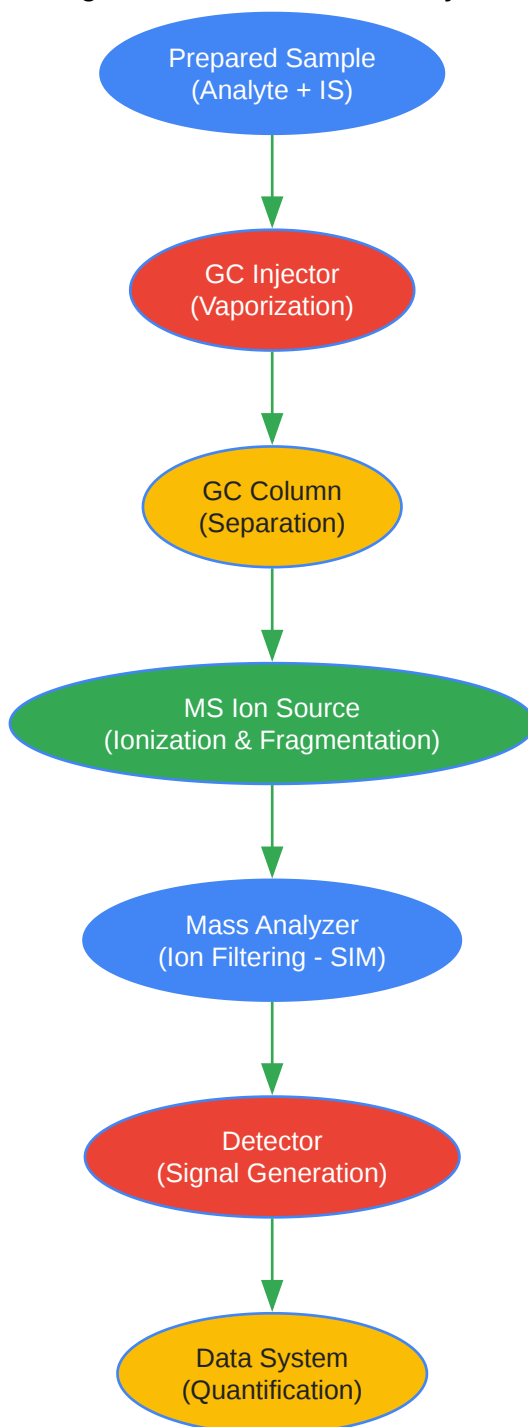 Prepared Sample
(Analyte + IS)
GC Injector
(Vaporization)
GC Column
(Separation)
MS Ion Source
(Ionization & Fragmentation)
Mass Analyzer
(Ion Filtering - SIM)
Detector
(Signal Generation)
Data System
(Quantification)